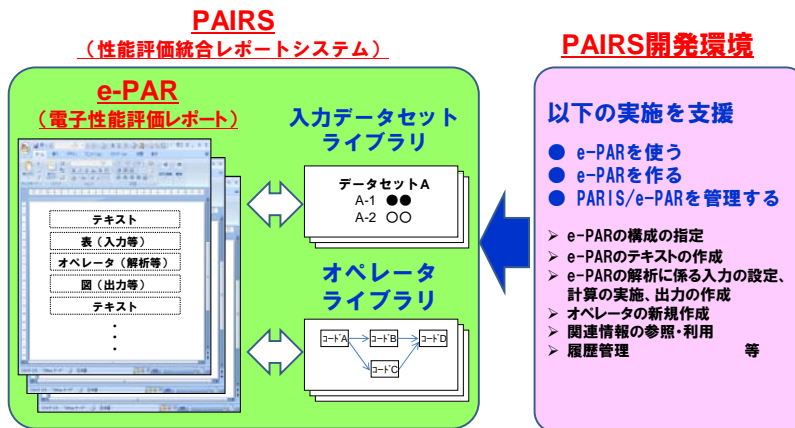 PAIRS
（性能評価統合レポートシステム）
e-PAR
（電子性能評価レポート）
テキスト
表（入力等）
オペレータ（解析等）
図（出力等）
テキスト
・
・
・
入力データセット
ライブラリ
データセットA
A-1 ●●
A-2 ○○
オペレータ
ライブラリ
ｺｰﾄﾞA
ｺｰﾄﾞB
ｺｰﾄﾞD
ｺｰﾄﾞC
PAIRS開発環境
以下の実施を支援
● e-PARを使う
● e-PARを作る
● PARIS/e-PARを管理する
➢ e-PARの構成の指定
➢ e-PARのテキストの作成
➢ e-PARの解析に係る入力の設定、
計算の実施、出力の作成
➢ オペレータの新規作成
➢ 関連情報の参照・利用
➢ 履歴管理 等